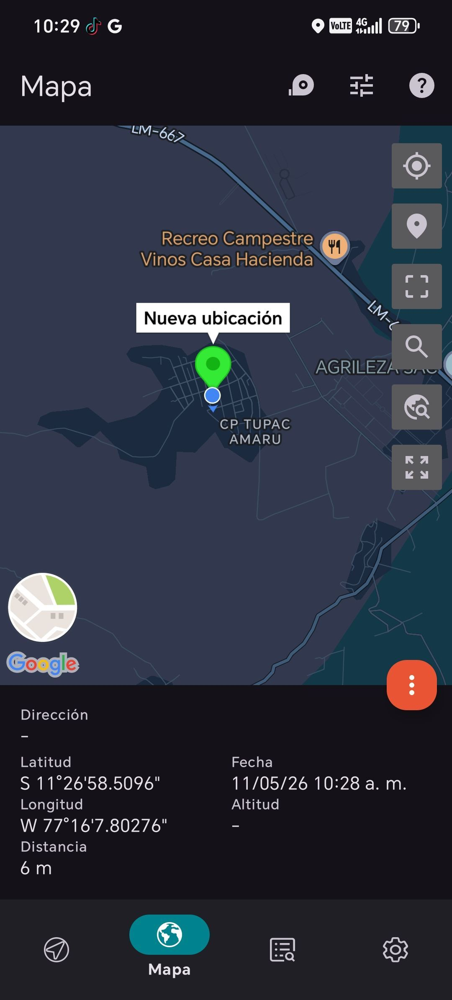 10:29
VoLTE 4G 79
Mapa
LM-667
Recreo Campestre
Vinos Casa Hacienda
LM-6
Nueva ubicación
AGRILEZA SAC
CP TUPAC
AMARU
Google
Dirección
-
Latitud
S 11°26'58.5096"
Fecha
11/05/26 10:28 a. m.
Longitud
W 77°16'7.80276"
Altitud
-
Distancia
6 m
Mapa